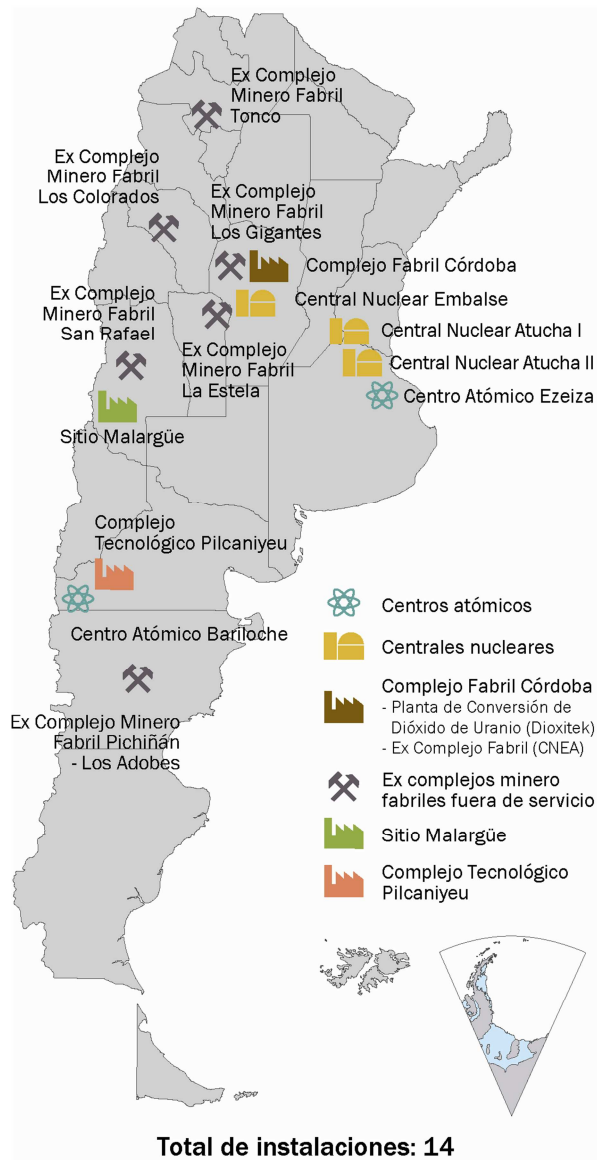 Ex Complejo
Minero Fabril
Tonco
Ex Complejo
Minero Fabril
Los Colorados
Ex Complejo
Minero Fabril
Los Gigantes
Complejo Fabril Córdoba
Ex Complejo
Minero Fabril
San Rafael
Central Nuclear Embalse
Central Nuclear Atucha I
Ex Complejo
Minero Fabril
La Estela
Central Nuclear Atucha II
Centro Atómico Ezeiza
Sitio Malargüe
Complejo
Tecnológico Pilcaniyeu
Centro Atómico Bariloche
Ex Complejo Minero
Fabril Pichiñán
- Los Adobes
Centros atómicos
Centrales nucleares
Complejo Fabril Córdoba
- Planta de Conversión de
Dióxido de Uranio (Dioxitek)
- Ex Complejo Fabril (CNEA)
Ex complejos minero
fabriles fuera de servicio
Sitio Malargüe
Complejo Tecnológico
Pilcaniyeu
Total de instalaciones: 14